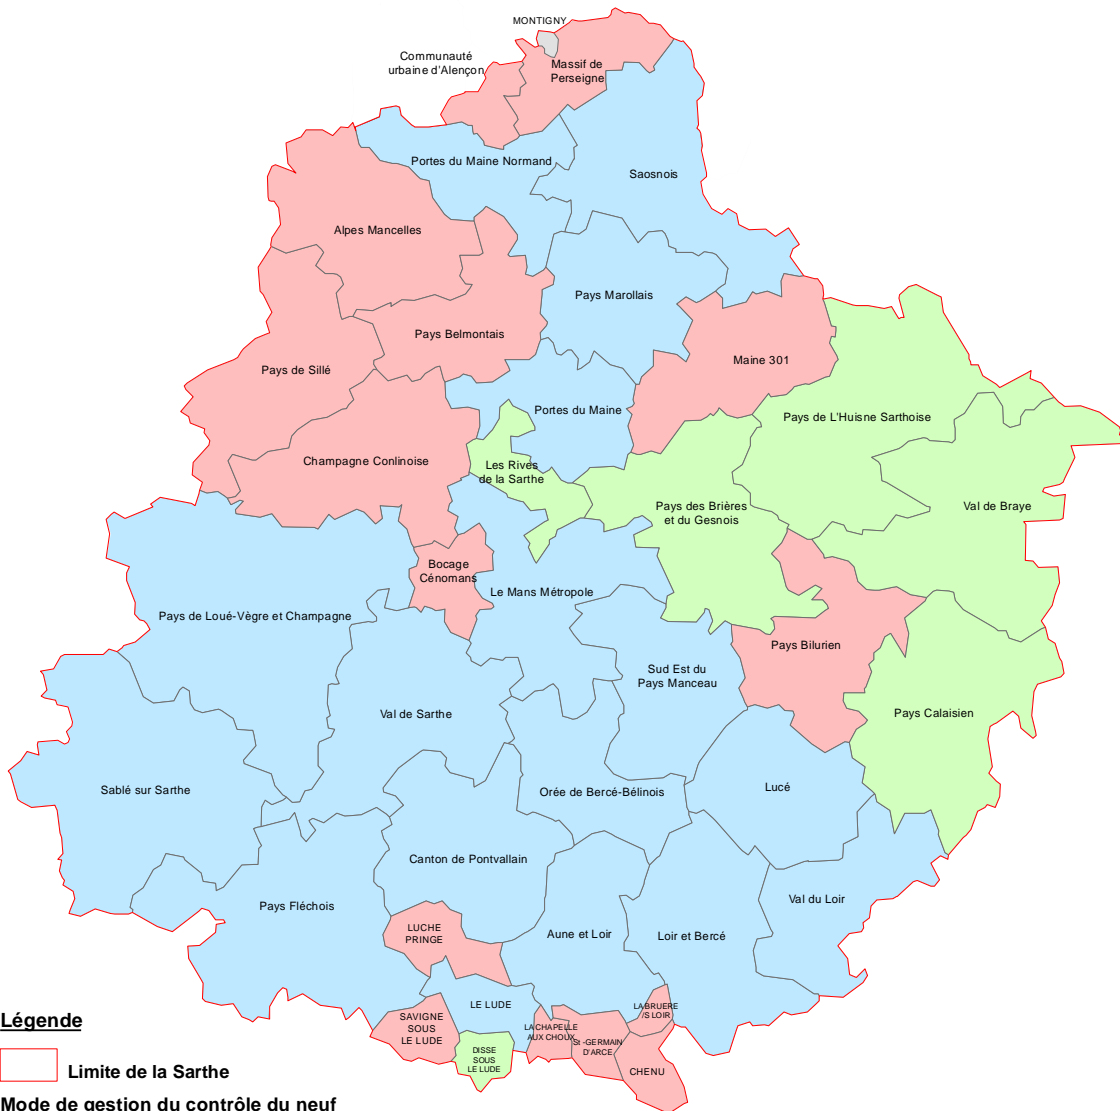 MONTIGNY
Communauté
urbaine d'Alençon
Massif de
Perseigne
Portes du Maine Normand
Saosnois
Alpes Mancelles
Pays Marollais
Pays Belmontais
Maine 301
Pays de Sillé
Portes du Maine
Pays de L'Huisne Sarthoise
Champagne Conlinoise
Les Rives
de la Sarthe
Pays des Brières
et du Gesnois
Val de Braye
Bocage
Cénomans
Le Mans Métropole
Pays de Loué-Vègre et Champagne
Pays Bilurien
Sud Est du
Pays Manceau
Val de Sarthe
Pays Calaisien
Sablé sur Sarthe
Orée de Bercé-Bélinois
Lucé
Canton de Pontvallain
Val du Loir
Pays Fléchois
LUCHE
PRINGE
Aune et Loir
Loir et Bercé
LE LUDE
LA BRUERE
/S LOIR
SAVIGNE
SOUS
LE LUDE
LA CHAPELLE
AUX CHOUX
St -GERMAIN
D'ARCE
DISSE
SOUS
LE LUDE
CHENU
Légende
Limite de la Sarthe
Mode de gestion du contrôle du neuf